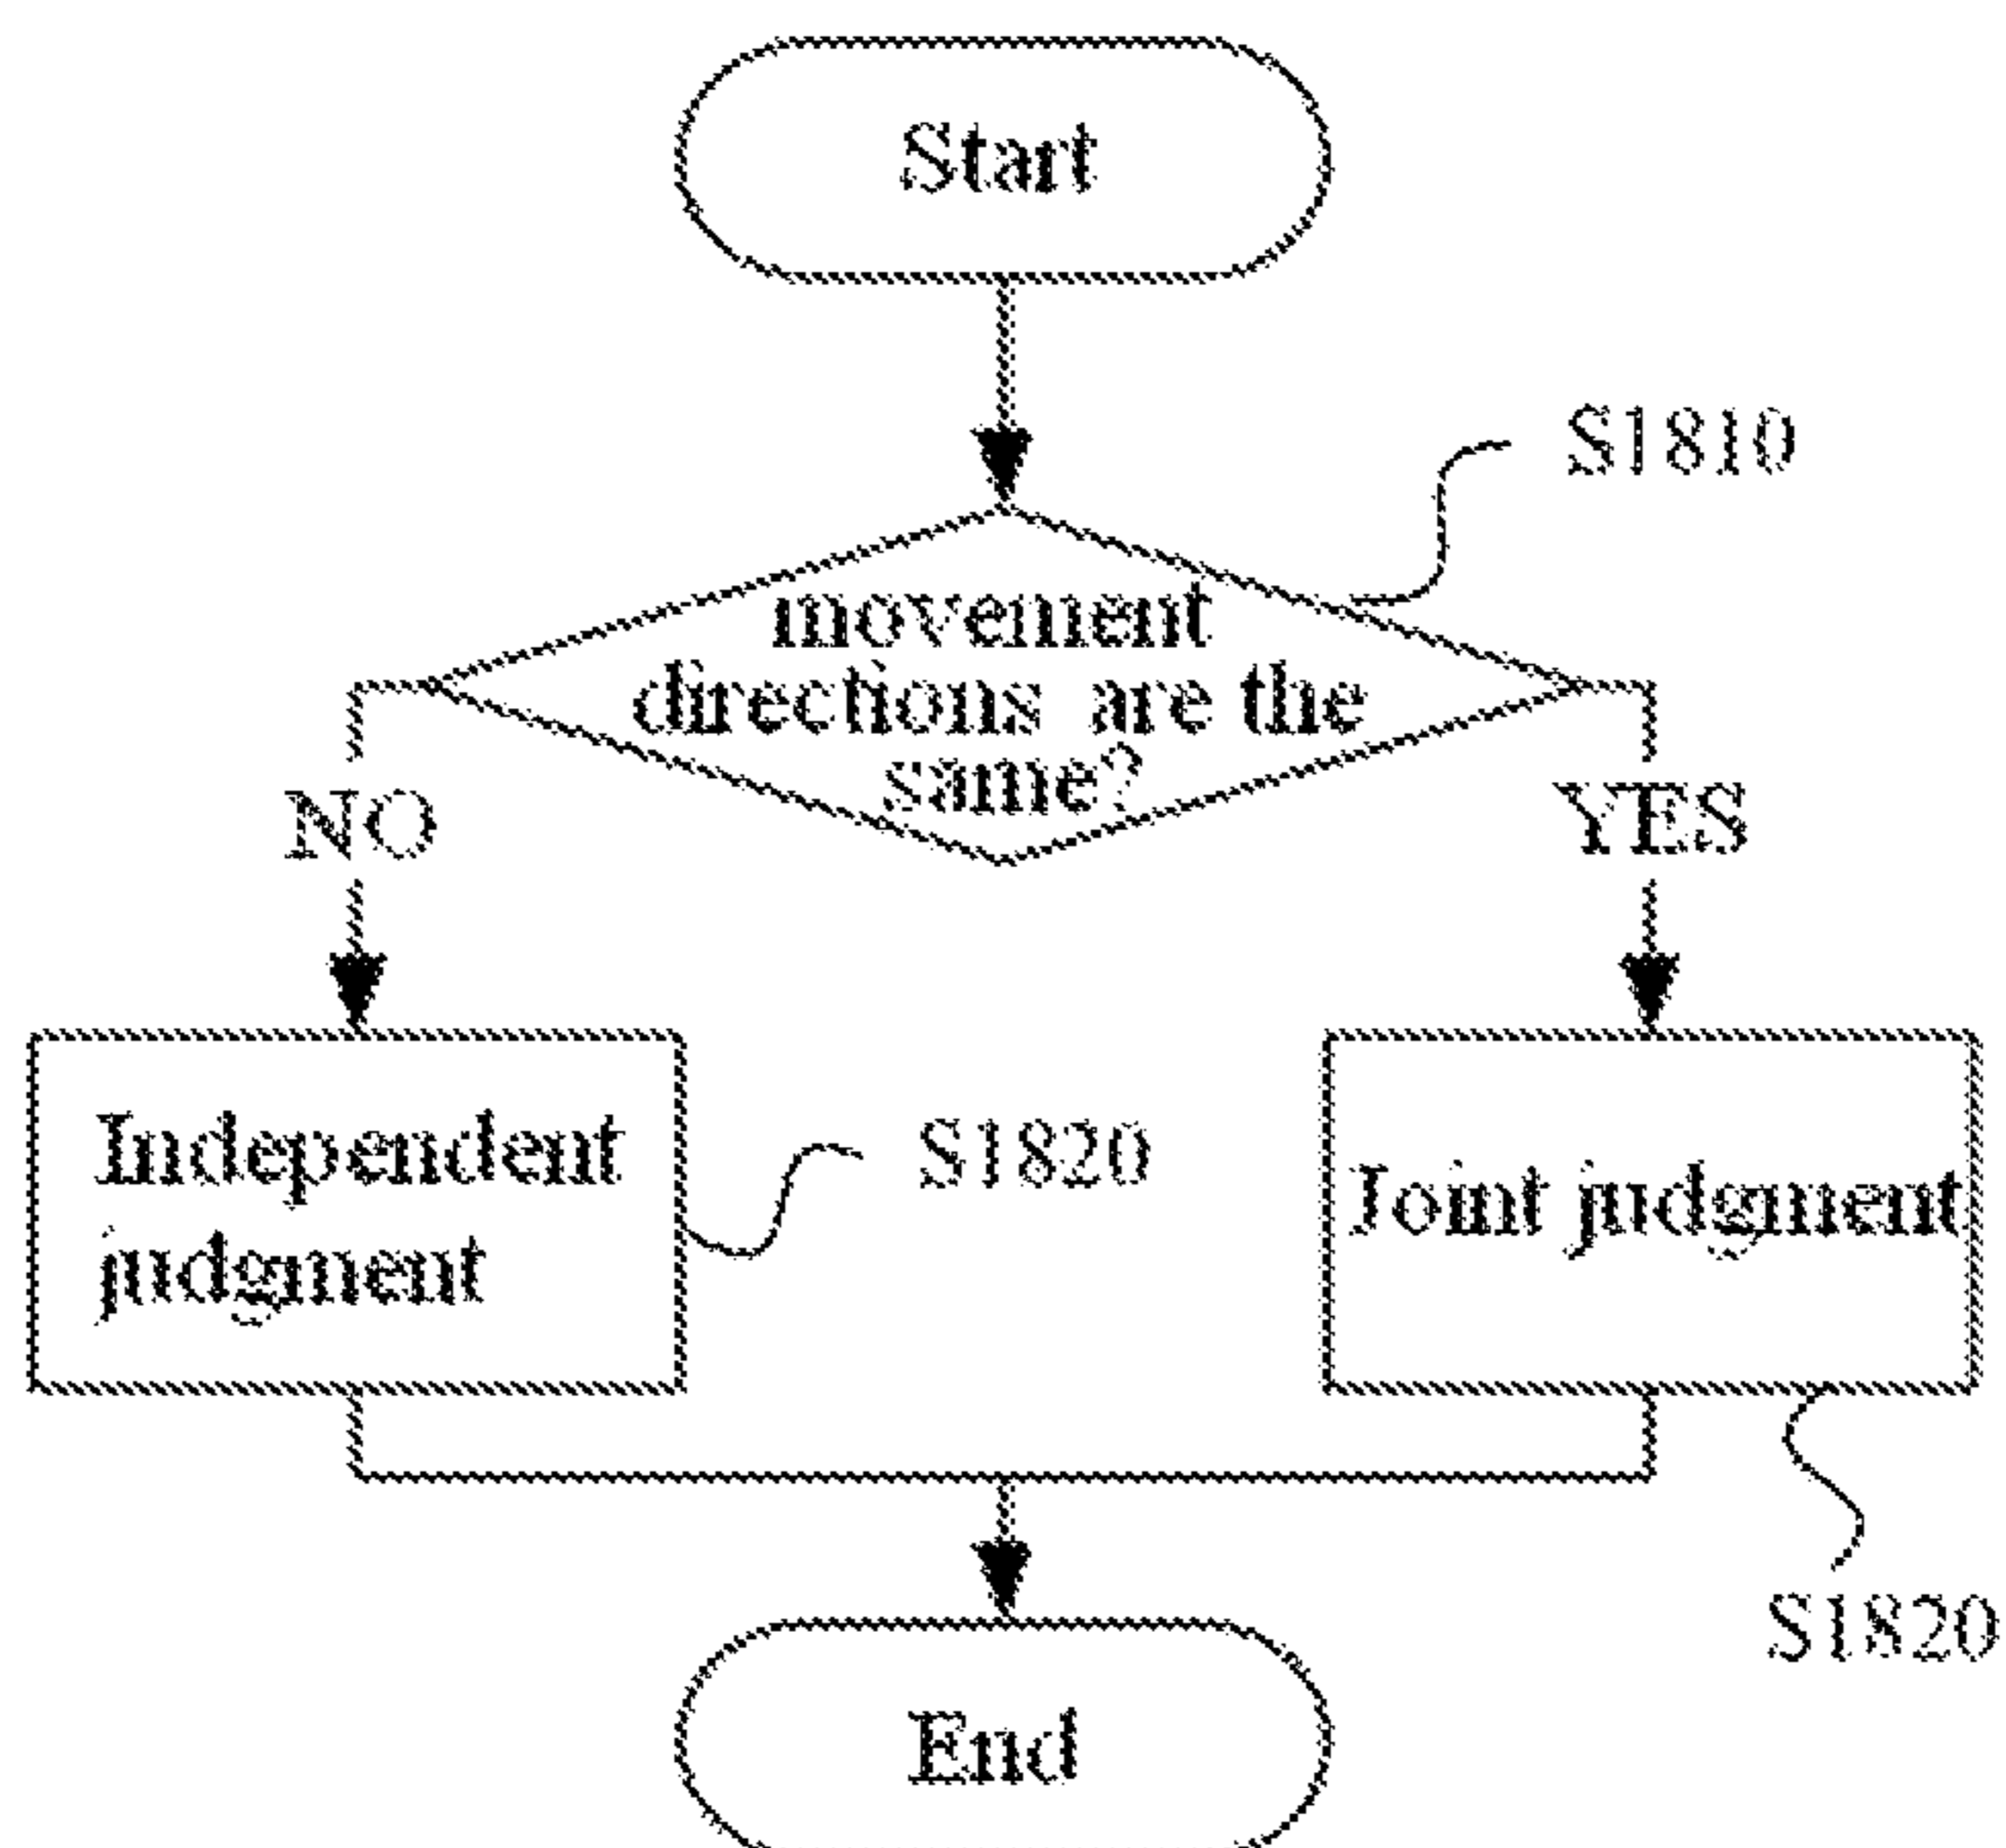 Start
S1810
movement
directions are the
same?
NO
YES
Independent
judgment
S1820
Joint judgment
S1820
End